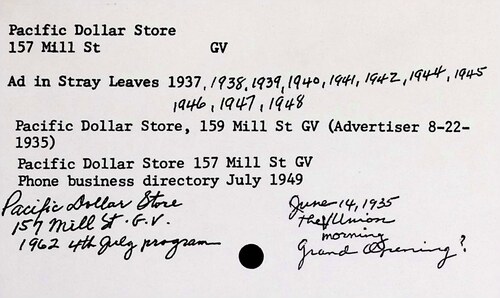 Pacific Dollar Store
157 Mill St GV
Ad in Stray Leaves 1937, 1938, 1939, 1940, 1941, 1942, 1944, 1945
1946, 1947, 1948
Pacific Dollar Store, 159 Mill St GV (Advertiser 8-22-
1935)
Pacific Dollar Store 157 Mill St GV
Phone business directory July 1949
Pacific Dollar Store
157 Mill St. G.V.
1962 4th July program
June 14, 1935
the Union
morning
Grand Opening?